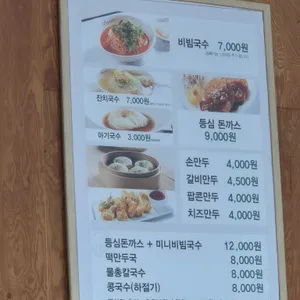 비빔국수 7,000원
잔치국수 7,000원
아기국수 3,000원
등심 돈까스
9,000원
손만두 4,000원
갈비만두 4,500원
팝콘만두 4,000원
치즈만두 4,000원
등심돈까스 + 미니비빔국수 12,000원
떡만두국 8,000원
물총칼국수 8,000원
콩국수(하절기) 8,000원